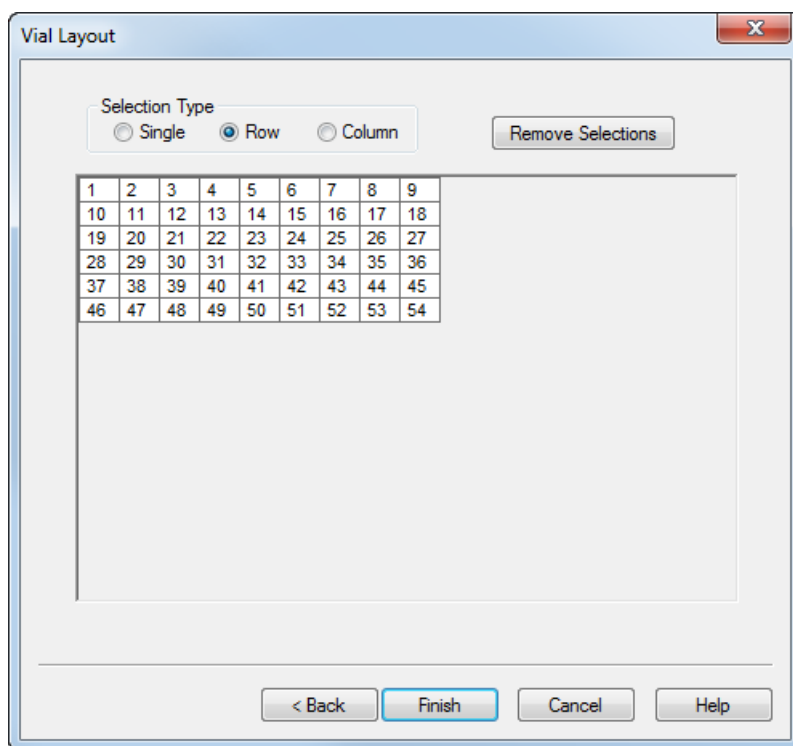 Vial Layout
Selection Type
Single Row Column Remove Selections
1 2 3 4 5 6 7 8 9
10 11 12 13 14 15 16 17 18
19 20 21 22 23 24 25 26 27
28 29 30 31 32 33 34 35 36
37 38 39 40 41 42 43 44 45
46 47 48 49 50 51 52 53 54
< Back Finish Cancel Help